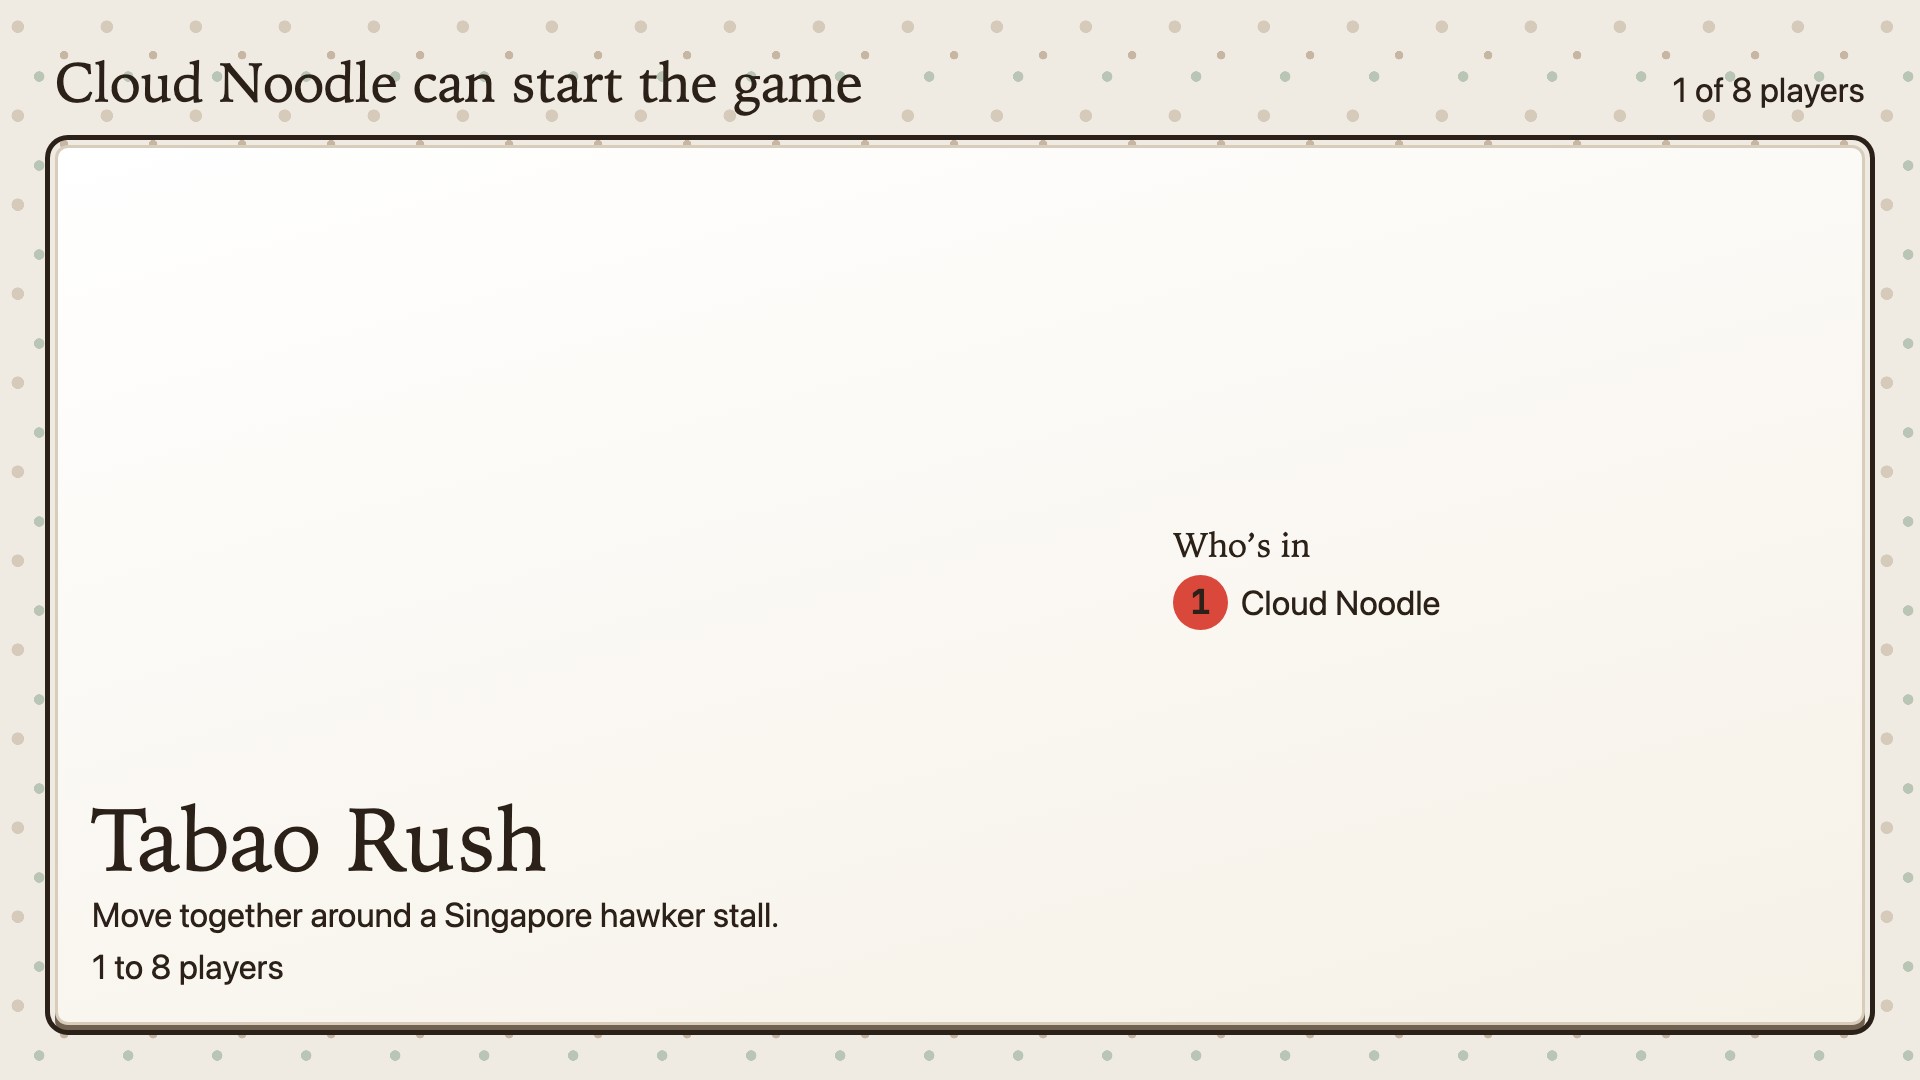 Cloud Noodle can start the game
1 of 8 players
Who’s in
1 Cloud Noodle
Tabao Rush
Move together around a Singapore hawker stall.
1 to 8 players